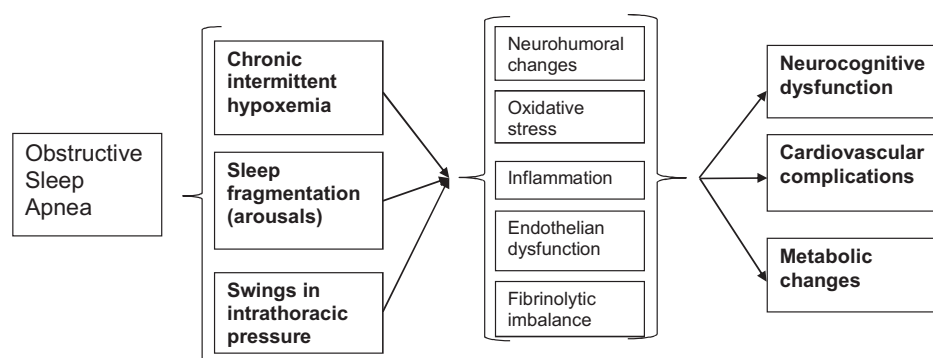 Obstructive
Sleep
Apnea
Chronic
intermittent
hypoxemia
Sleep
fragmentation
(arousals)
Swings in
intrathoracic
pressure
Neurohumoral
changes
Oxidative
stress
Inflammation
Endothelian
dysfunction
Fibrinolytic
imbalance
Neurocognitive
dysfunction
Cardiovascular
complications
Metabolic
changes